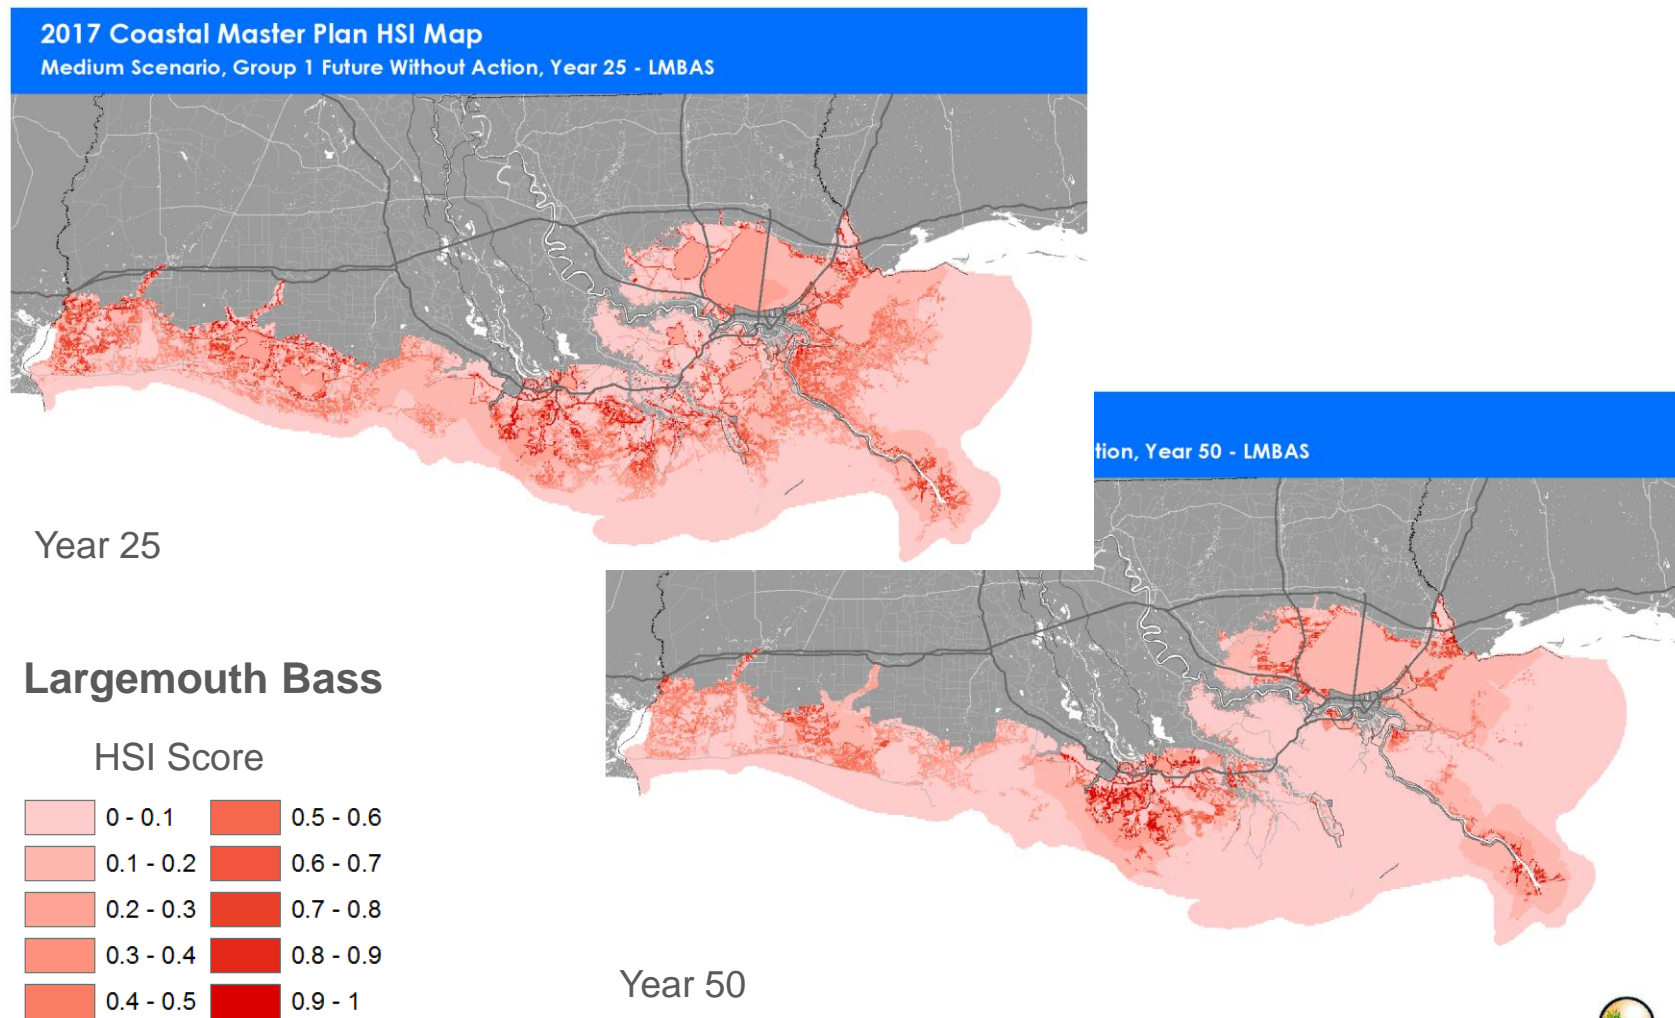 2017 Coastal Master Plan HSI Map
Medium Scenario, Group 1 Future Without Action, Year 25 - LMBAS
Year 25
tion, Year 50 - LMBAS
Largemouth Bass
HSI Score
0 - 0.1
0.5 - 0.6
0.1 - 0.2
0.6 - 0.7
0.2 - 0.3
0.7 - 0.8
0.3 - 0.4
0.8 - 0.9
0.4 - 0.5
0.9 - 1
Year 50